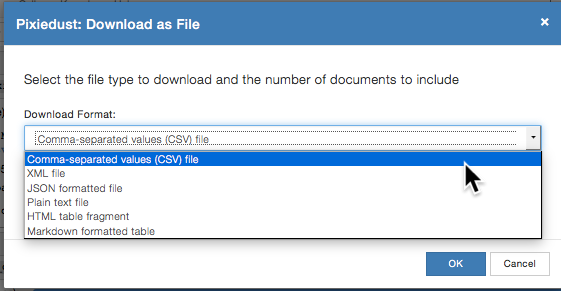 Pixiedust: Download as File
×
Select the file type to download and the number of documents to include
Download Format:
Comma-separated values (CSV) file
Comma-separated values (CSV) file
XML file
JSON formatted file
Plain text file
HTML table fragment
Markdown formatted table
OK Cancel